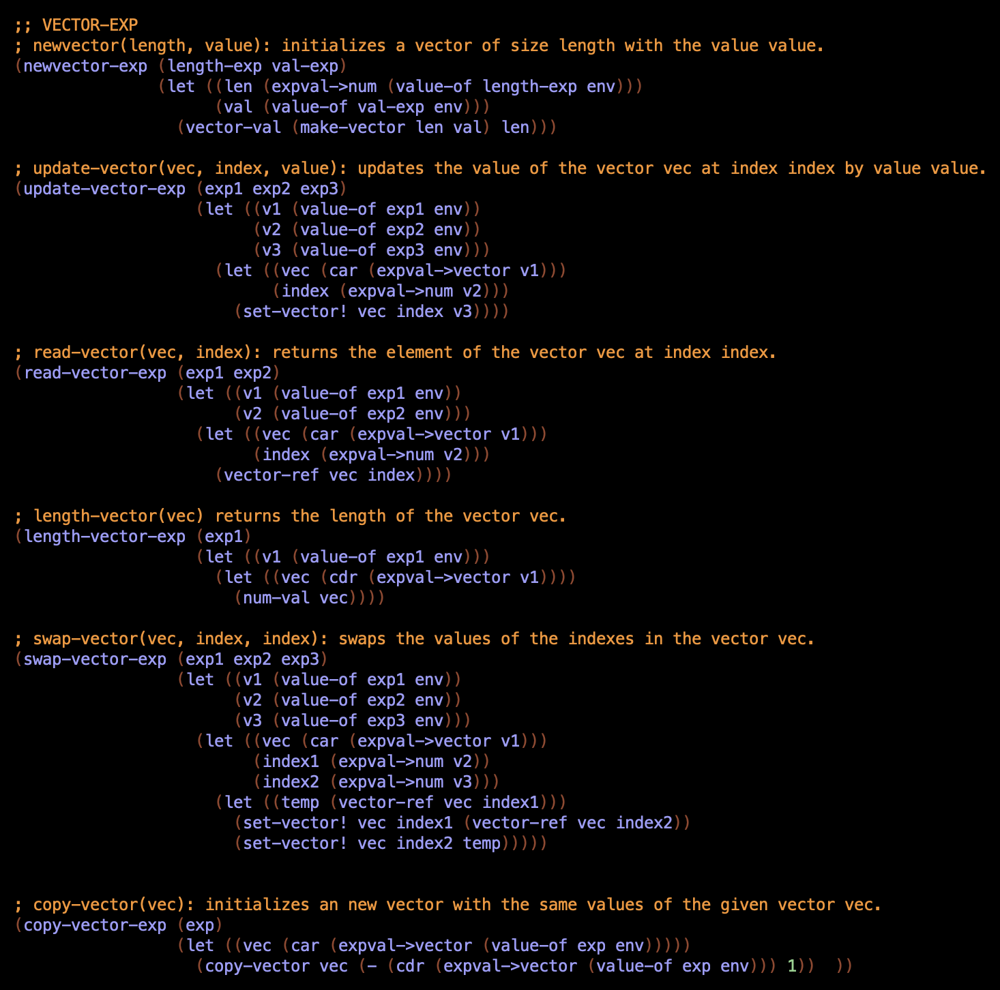 ;; VECTOR-EXP
; newvector(length, value): initializes a vector of size length with the value value.
(newvector-exp (length-exp val-exp)
               (let ((len (expval->num (value-of length-exp env)))
                     (val (value-of val-exp env)))
                 (vector-val (make-vector len val) len)))

; update-vector(vec, index, value): updates the value of the vector vec at index index by value value.
(update-vector-exp (exp1 exp2 exp3)
                   (let ((v1 (value-of exp1 env))
                         (v2 (value-of exp2 env))
                         (v3 (value-of exp3 env)))
                     (let ((vec (car (expval->vector v1)))
                           (index (expval->num v2)))
                       (set-vector! vec index v3))))

; read-vector(vec, index): returns the element of the vector vec at index index.
(read-vector-exp (exp1 exp2)
                 (let ((v1 (value-of exp1 env))
                       (v2 (value-of exp2 env)))
                   (let ((vec (car (expval->vector v1)))
                         (index (expval->num v2)))
                     (vector-ref vec index))))

; length-vector(vec) returns the length of the vector vec.
(length-vector-exp (exp1)
                   (let ((v1 (value-of exp1 env)))
                     (let ((vec (cdr (expval->vector v1))))
                       (num-val vec))))

; swap-vector(vec, index, index): swaps the values of the indexes in the vector vec.
(swap-vector-exp (exp1 exp2 exp3)
                 (let ((v1 (value-of exp1 env))
                       (v2 (value-of exp2 env))
                       (v3 (value-of exp3 env)))
                   (let ((vec (car (expval->vector v1)))
                         (index1 (expval->num v2))
                         (index2 (expval->num v3)))
                     (let ((temp (vector-ref vec index1)))
                       (set-vector! vec index1 (vector-ref vec index2))
                       (set-vector! vec index2 temp)))))


; copy-vector(vec): initializes an new vector with the same values of the given vector vec.
(copy-vector-exp (exp)
                 (let ((vec (car (expval->vector (value-of exp env)))))
                   (copy-vector vec (- (cdr (expval->vector (value-of exp env))) 1))  ))